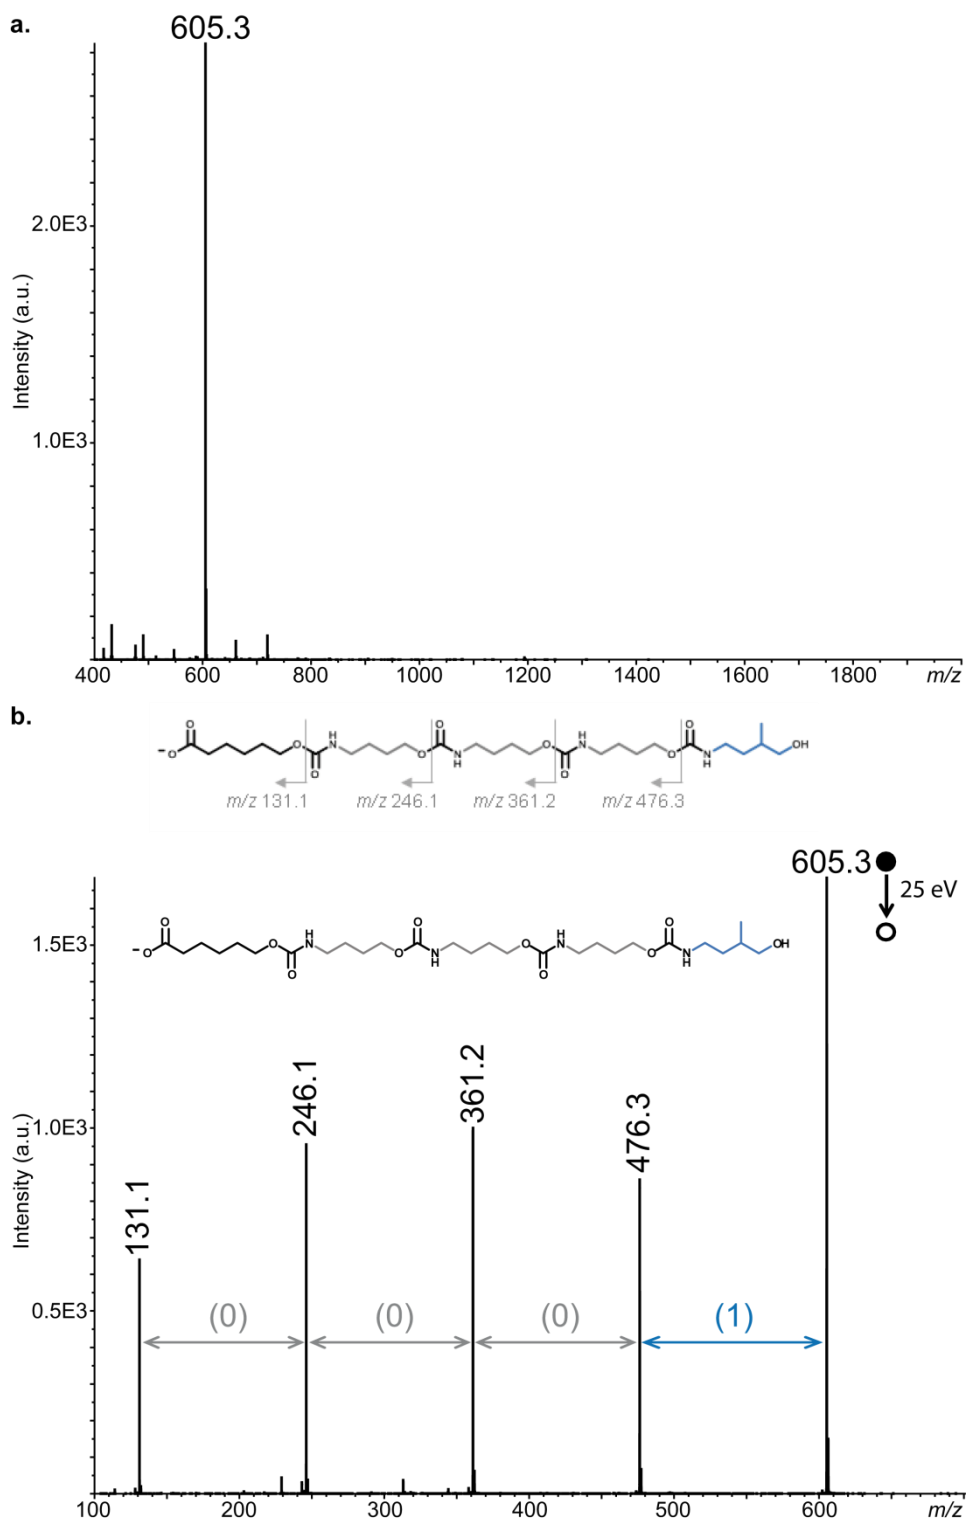 a.
605.3
2.0E3
1.0E3
Intensity (a.u.)
400 600 800 1000 1200 1400 1600 1800 m/z
b.
O H O H O
-O O N O N O N O N OH
O H O H
m/z 131.1 m/z 246.1 m/z 361.2 m/z 476.3
605.3
25 eV
1.5E3
O H O H O
-O O N O N O N O N OH
O H O H
361.2
246.1
476.3
1.0E3
131.1
Intensity (a.u.)
0.5E3
(0) (0) (0) (1)
100 200 300 400 500 600 m/z